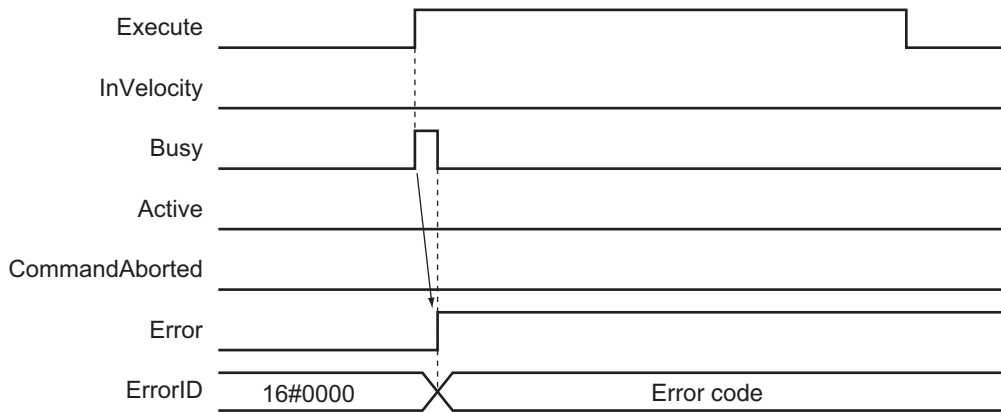 Execute
InVelocity
Busy
Active
CommandAborted
Error
ErrorID 16#0000 Error code